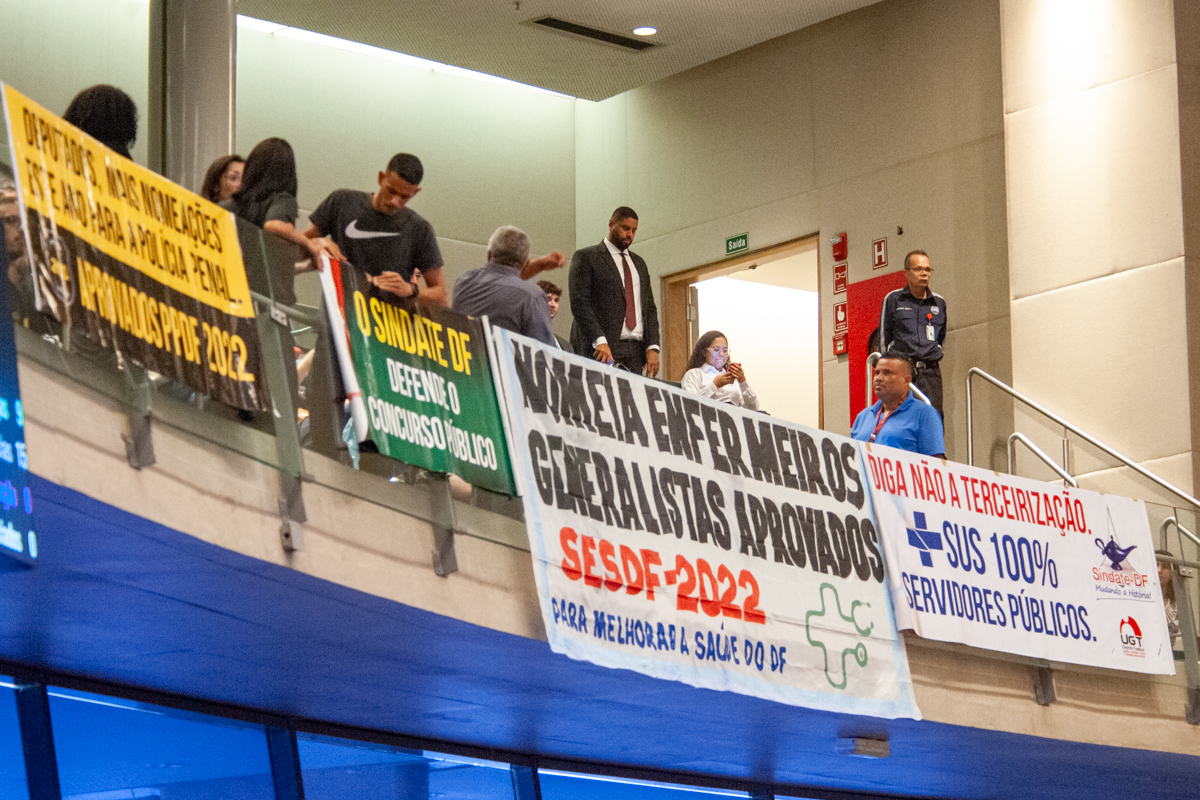 DEPUTADOS, MAIS NOMEAÇÕES
ESTE ANO PARA A POLÍCIA PENAL.
APROVADOS PPDF 2022
O SINDATE DF
DEFENDE O
CONCURSO PÚBLICO
NOMEIA ENFERMEIROS
GENERALISTAS APROVADOS
SESDF-2022
PARA MELHORAR A SAÚDE DO DF
DIGA NÃO A TERCEIRIZAÇÃO.
SUS 100%
SERVIDORES PÚBLICOS.
Sindate-DF
Mudando a História!
UGT
Saída
H